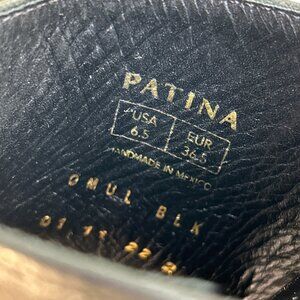 PATINA
USA EUR
6.5 36.5
HANDMADE IN MEXICO
OMUL BLK